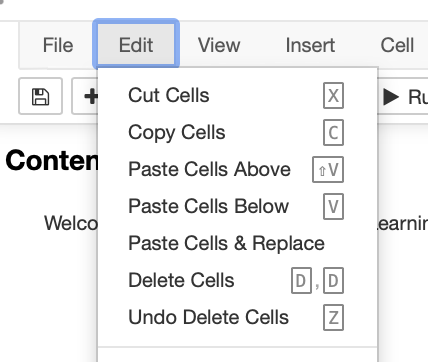 File Edit View Insert Cell
Ru
Cut Cells X
Copy Cells C
Conten
Paste Cells Above ⇧V
Paste Cells Below V
Welco earnin
Paste Cells & Replace
Delete Cells D,D
Undo Delete Cells Z